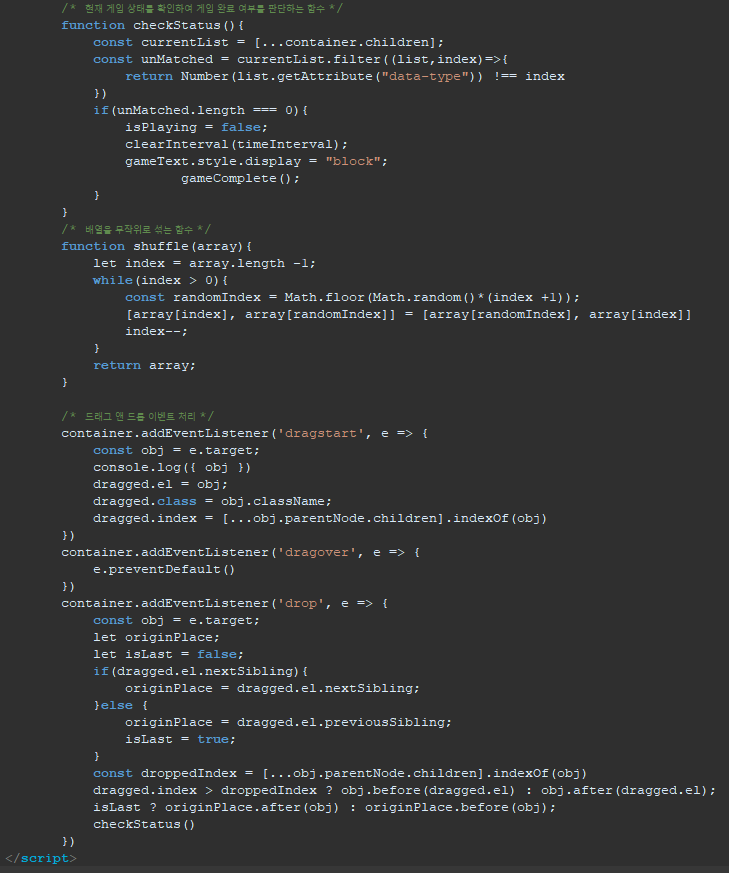 /* 현재 게임 상태를 확인하여 게임 완료 여부를 판단하는 함수 */
function checkStatus(){
const currentList = [...container.children];
const unMatched = currentList.filter((list,index)=>{
return Number(list.getAttribute("data-type")) !== index
})
if(unMatched.length === 0){
isPlaying = false;
clearInterval(timeInterval);
gameText.style.display = "block";
gameComplete();
}
}
/* 배열을 무작위로 섞는 함수 */
function shuffle(array){
let index = array.length -1;
while(index > 0){
const randomIndex = Math.floor(Math.random()*(index +1));
[array[index], array[randomIndex]] = [array[randomIndex], array[index]]
index--;
}
return array;
}
/* 드래그 앤 드롭 이벤트 처리 */
container.addEventListener('dragstart', e => {
const obj = e.target;
console.log({ obj })
dragged.el = obj;
dragged.class = obj.className;
dragged.index = [...obj.parentNode.children].indexOf(obj)
})
container.addEventListener('dragover', e => {
e.preventDefault()
})
container.addEventListener('drop', e => {
const obj = e.target;
let originPlace;
let isLast = false;
if(dragged.el.nextSibling){
originPlace = dragged.el.nextSibling;
}else {
originPlace = dragged.el.previousSibling;
isLast = true;
}
const droppedIndex = [...obj.parentNode.children].indexOf(obj)
dragged.index > droppedIndex ? obj.before(dragged.el) : obj.after(dragged.el);
isLast ? originPlace.after(obj) : originPlace.before(obj);
checkStatus()
})
</script>